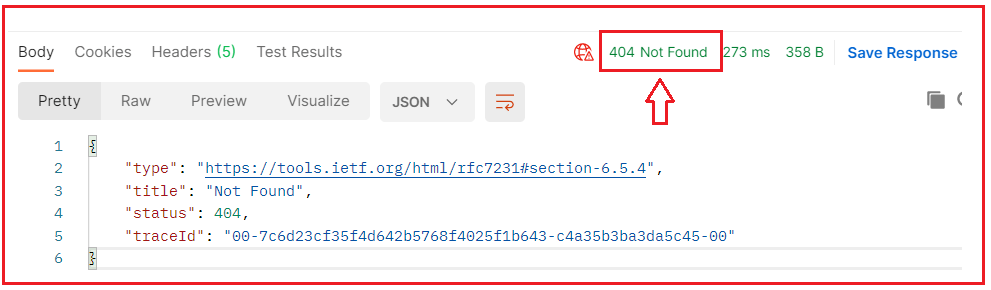 Body Cookies Headers (5) Test Results 404 Not Found 273 ms 358 B Save Response
Pretty Raw Preview Visualize JSON
1 {
2 "type": "https://tools.ietf.org/html/rfc7231#section-6.5.4",
3 "title": "Not Found",
4 "status": 404,
5 "traceId": "00-7c6d23cf35f4d642b5768f4025f1b643-c4a35b3ba3da5c45-00"
6 }